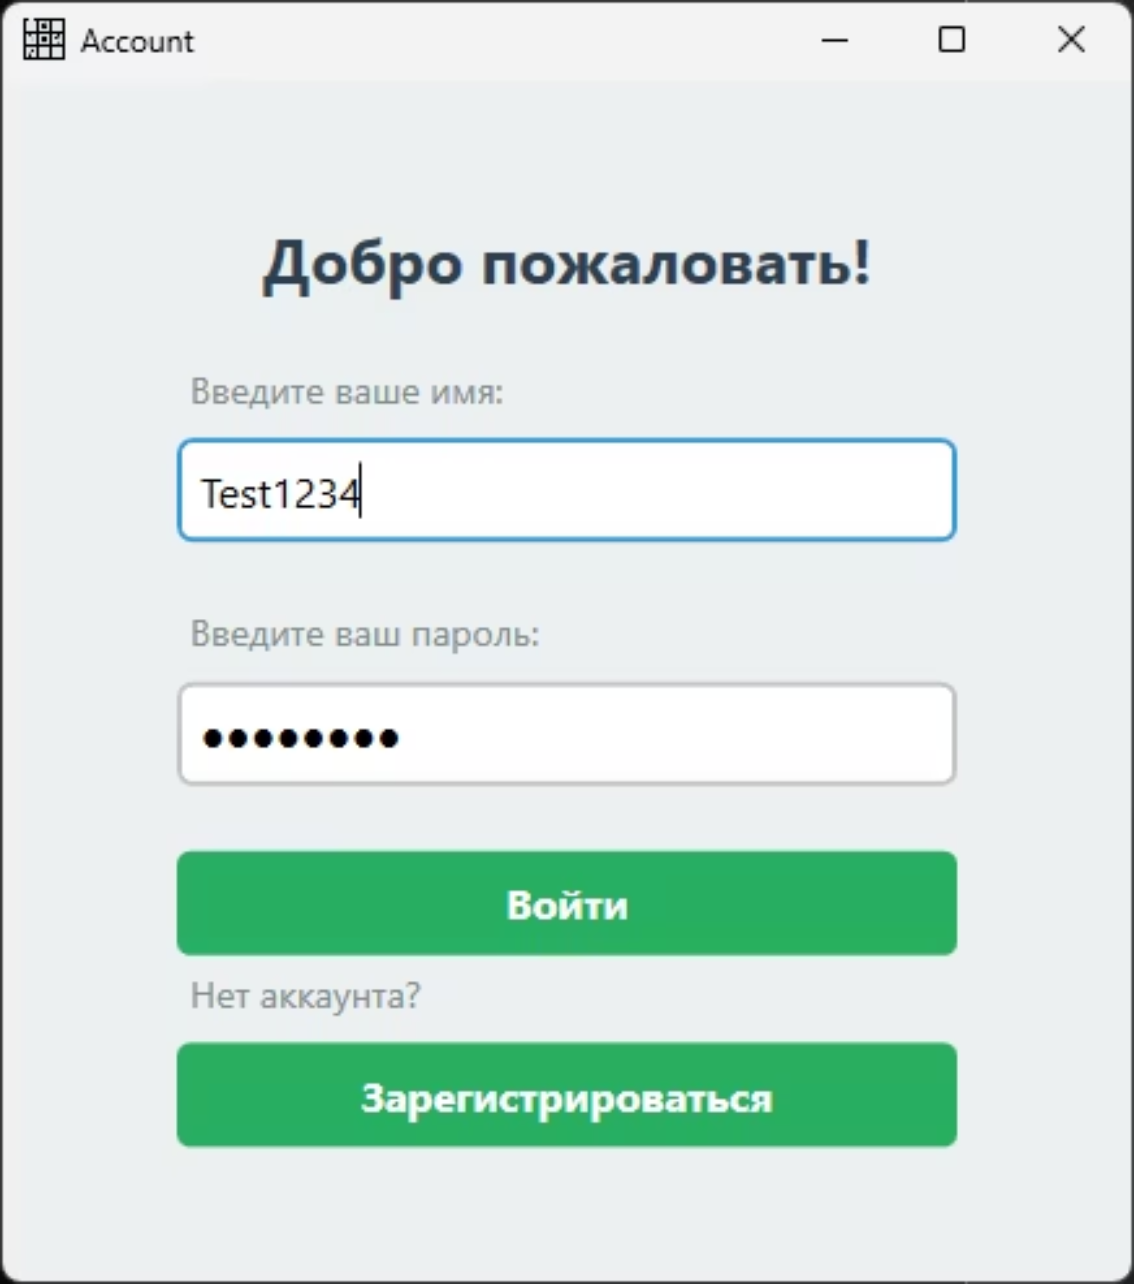 Account
Добро пожаловать!
Введите ваше имя:
Test1234
Введите ваш пароль:
••••••••
Войти
Нет аккаунта?
Зарегистрироваться